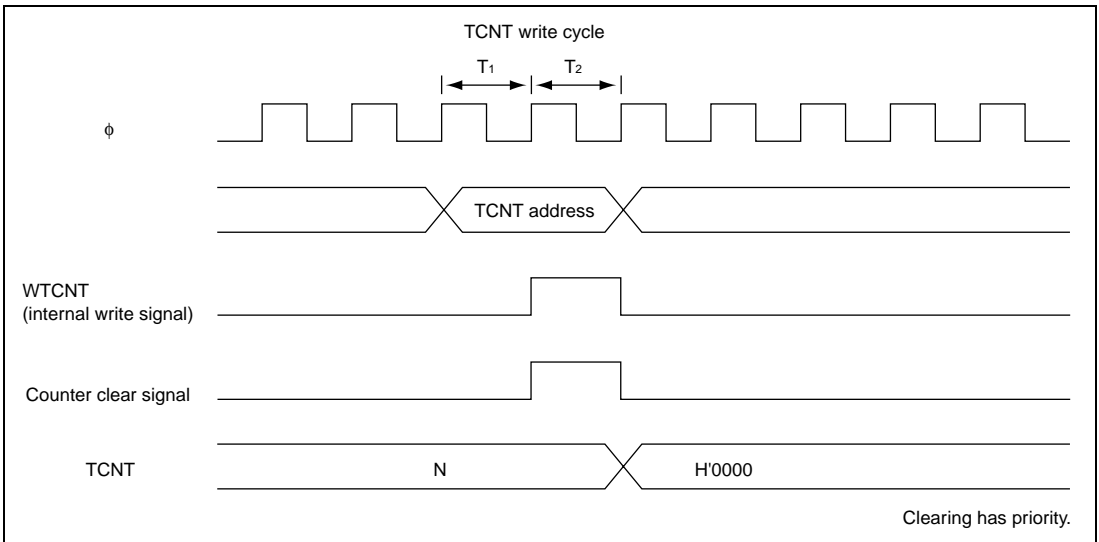 TCNT write cycle
T1 T2
ϕ
TCNT address
WTCNT
(internal write signal)
Counter clear signal
TCNT N H'0000
Clearing has priority.